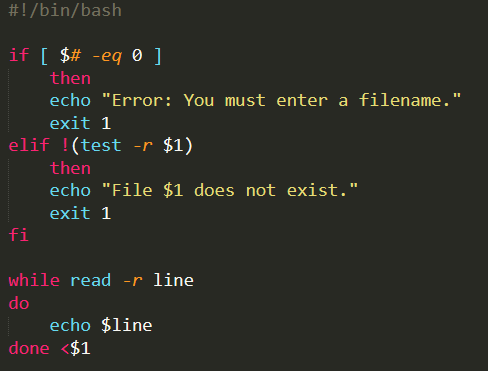 #!/bin/bash

if [ $# -eq 0 ]
    then
    echo "Error: You must enter a filename."
    exit 1
elif !(test -r $1)
    then
    echo "File $1 does not exist."
    exit 1
fi

while read -r line
do
    echo $line
done <$1